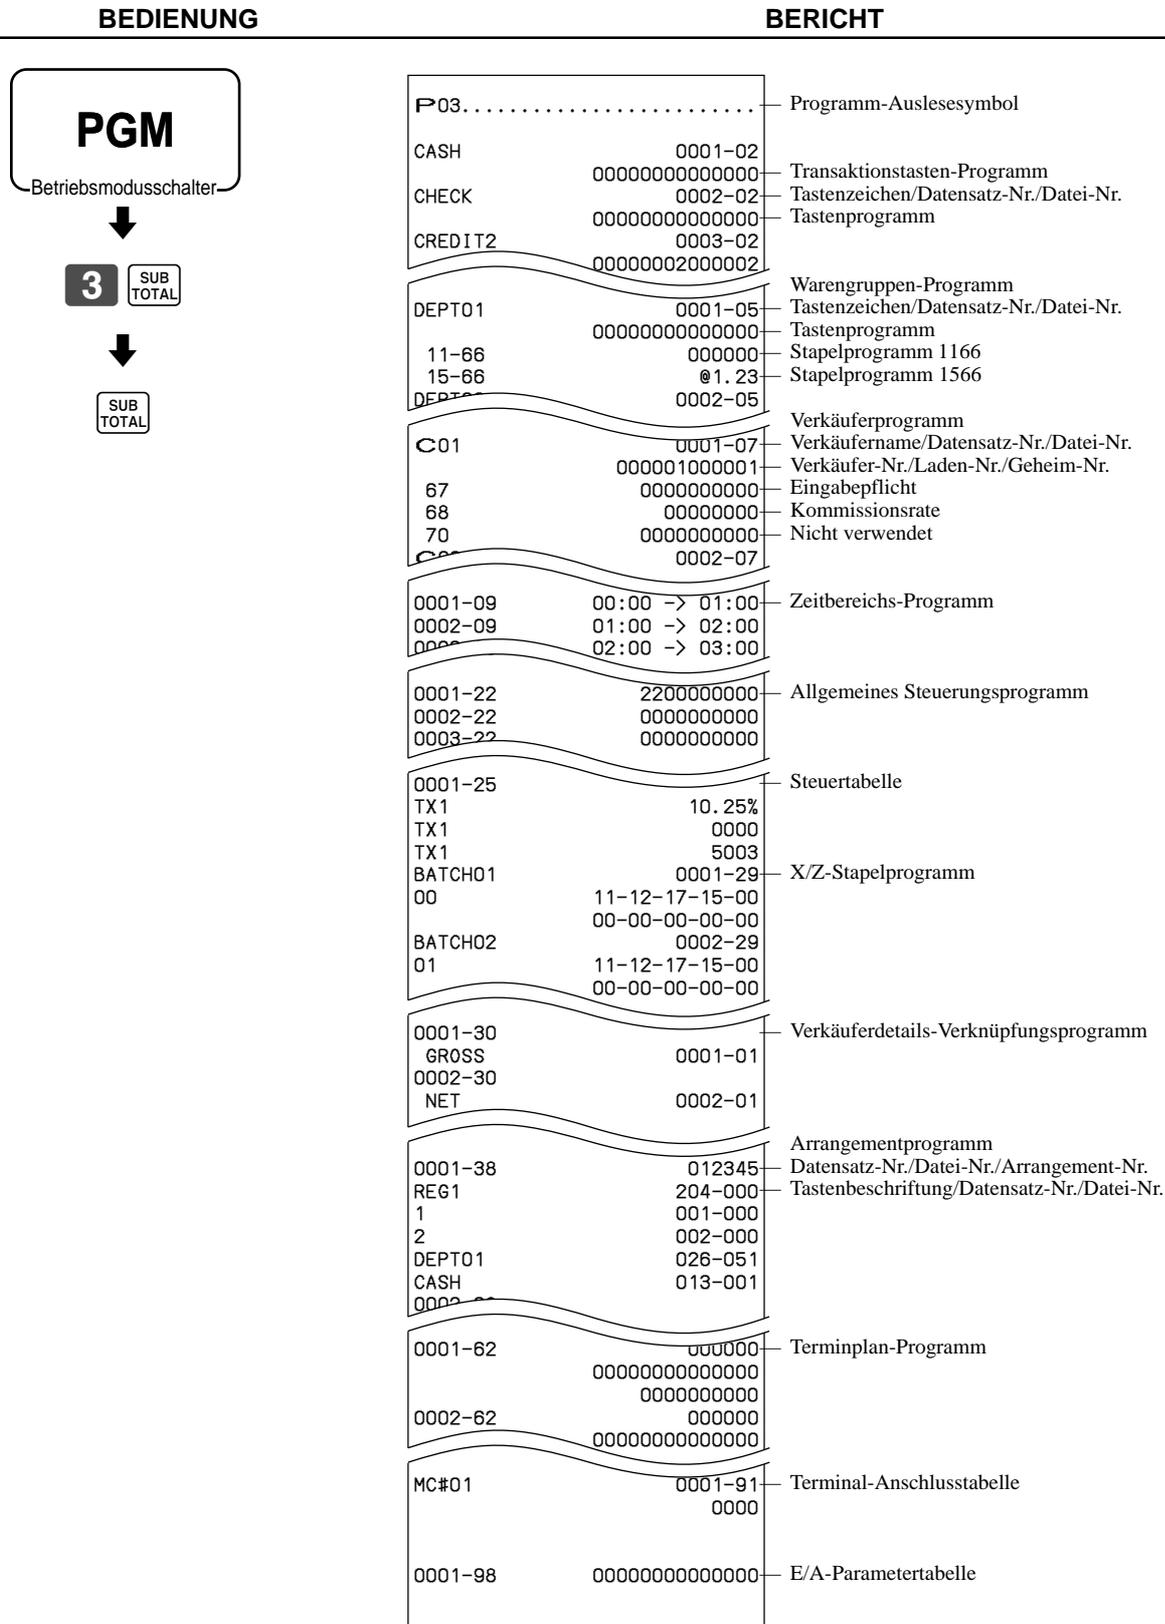 BEDIENUNG BERICHT
PGM
Betriebsmodusschalter
3 SUB TOTAL
SUB TOTAL
P03......................... Programm-Auslesesymbol
CASH 0001-02
00000000000000 Transaktionstasten-Programm
CHECK 0002-02 Tastenzeichen/Datensatz-Nr./Datei-Nr.
00000000000000 Tastenprogramm
CREDIT2 0003-02
00000002000002
Warengruppen-Programm
DEPT01 0001-05 Tastenzeichen/Datensatz-Nr./Datei-Nr.
00000000000000 Tastenprogramm
11-66 000000 Stapelprogramm 1166
15-66 @1.23 Stapelprogramm 1566
0002-05
Verkäuferprogramm
C01 0001-07 Verkäufername/Datensatz-Nr./Datei-Nr.
000001000001 Verkäufer-Nr./Laden-Nr./Geheim-Nr.
67 0000000000 Eingabepflicht
68 00000000 Kommissionsrate
70 0000000000 Nicht verwendet
0002-07
0001-09 00:00 -> 01:00 Zeitbereichs-Programm
0002-09 01:00 -> 02:00
02:00 -> 03:00
0001-22 2200000000 Allgemeines Steuerungsprogramm
0002-22 0000000000
0003-22 0000000000
0001-25 Steuertabelle
TX1 10.25%
TX1 0000
TX1 5003
BATCH01 0001-29 X/Z-Stapelprogramm
00 11-12-17-15-00
00-00-00-00-00
BATCH02 0002-29
01 11-12-17-15-00
00-00-00-00-00
0001-30 Verkäuferdetails-Verknüpfungsprogramm
GROSS 0001-01
0002-30
NET 0002-01
Arrangementprogramm
0001-38 012345 Datensatz-Nr./Datei-Nr./Arrangement-Nr.
REG1 204-000 Tastenbeschriftung/Datensatz-Nr./Datei-Nr.
1 001-000
2 002-000
DEPT01 026-051
CASH 013-001
0001-62 000000 Terminplan-Programm
00000000000000
0000000000
0002-62 000000
00000000000000
MC#01 0001-91 Terminal-Anschlusstabelle
0000
0001-98 00000000000000 E/A-Parametertabelle